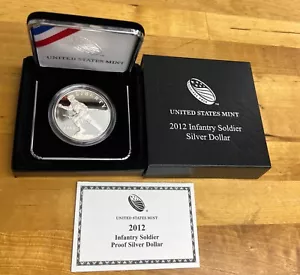 UNITED STATES MINT
UNITED STATES MINT
2012 Infantry Soldier
Silver Dollar
UNITED STATES MINT
2012
Infantry Soldier
Proof Silver Dollar